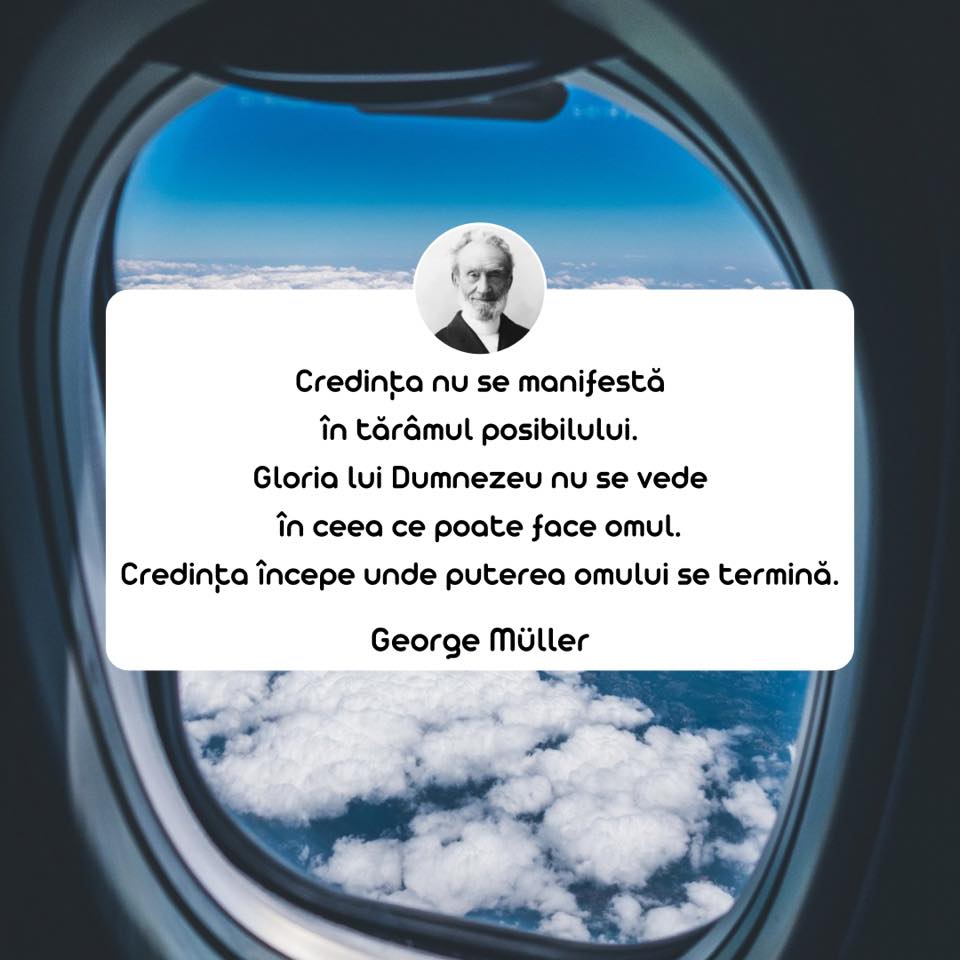 Credința nu se manifestă
în tărâmul posibilului.
Gloria lui Dumnezeu nu se vede
în ceea ce poate face omul.
Credința începe unde puterea omului se termină.
George Müller